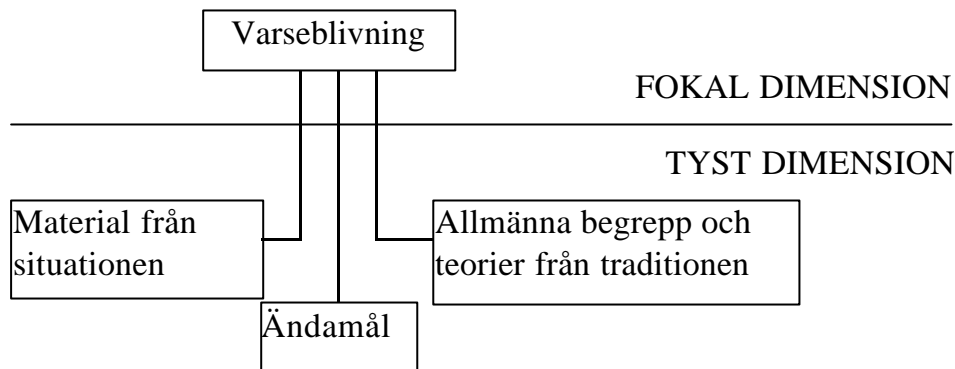 Varseblivning
FOKAL DIMENSION
TYST DIMENSION
Material från
situationen
Allmänna begrepp och
teorier från traditionen
Ändamål